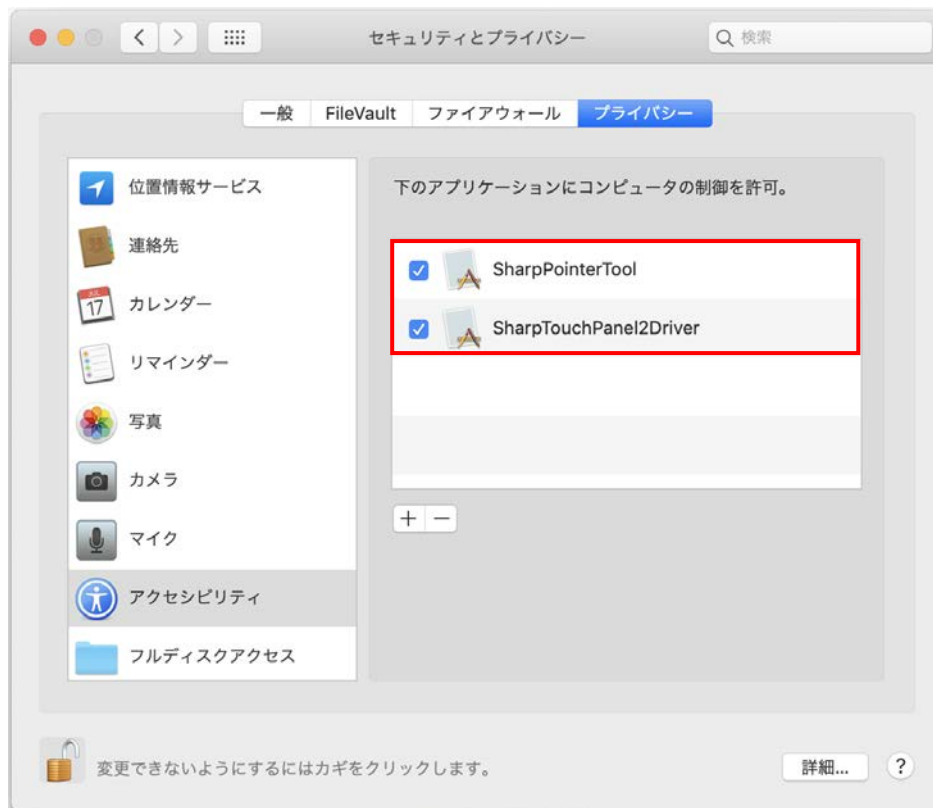 セキュリティとプライバシー
検索
一般 FileVault ファイアウォール プライバシー
位置情報サービス
連絡先
JUL
17
カレンダー
リマインダー
写真
カメラ
マイク
アクセシビリティ
フルディスクアクセス
下のアプリケーションにコンピュータの制御を許可。
SharpPointerTool
SharpTouchPanel2Driver
変更できないようにするにはカギをクリックします。
詳細...
?